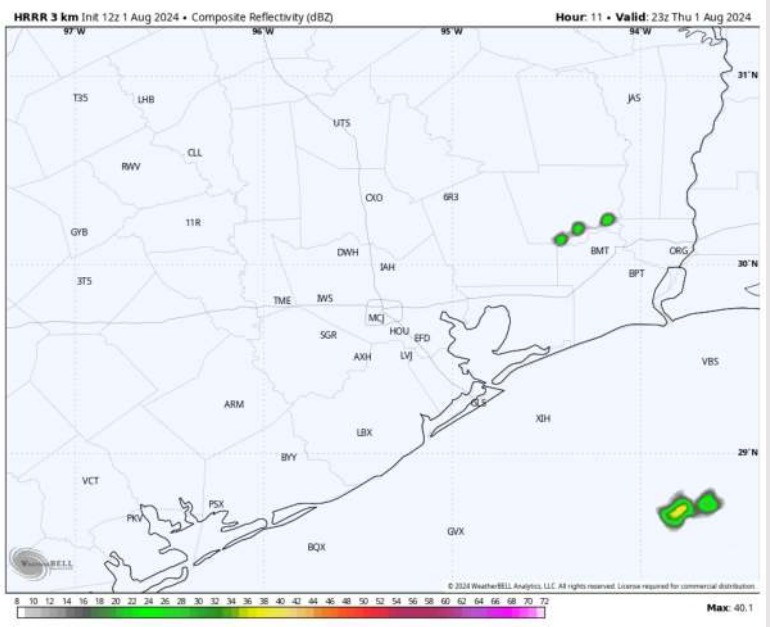 HRRR 3 km Init 12z 1 Aug 2024 • Composite Reflectivity (dBZ)
Hour: 11 • Valid: 23z Thu 1 Aug 2024
97°W 96°W 95°W 94°W
31°N
T35 LHB JAS
UTS
CLL
RWV
CXO 6R3
11R
GYB
DWH BMT ORG
30°N
IAH
BPT
3T5
TME IWS
MCJ
SGR HOU EFD
AXH LVJ
VBS
ARM GLS
XIH
LBX
29°N
BYY
VCT
PSX
PKV
GVX
BQX
WeatherBELL
© 2024 WeatherBELL Analytics, LLC. All rights reserved. License required for commercial distribution.
8 10 12 14 16 18 20 22 24 26 28 30 32 34 36 38 40 42 44 46 48 50 52 54 56 58 60 62 64 66 68 70 72
Max: 40.1